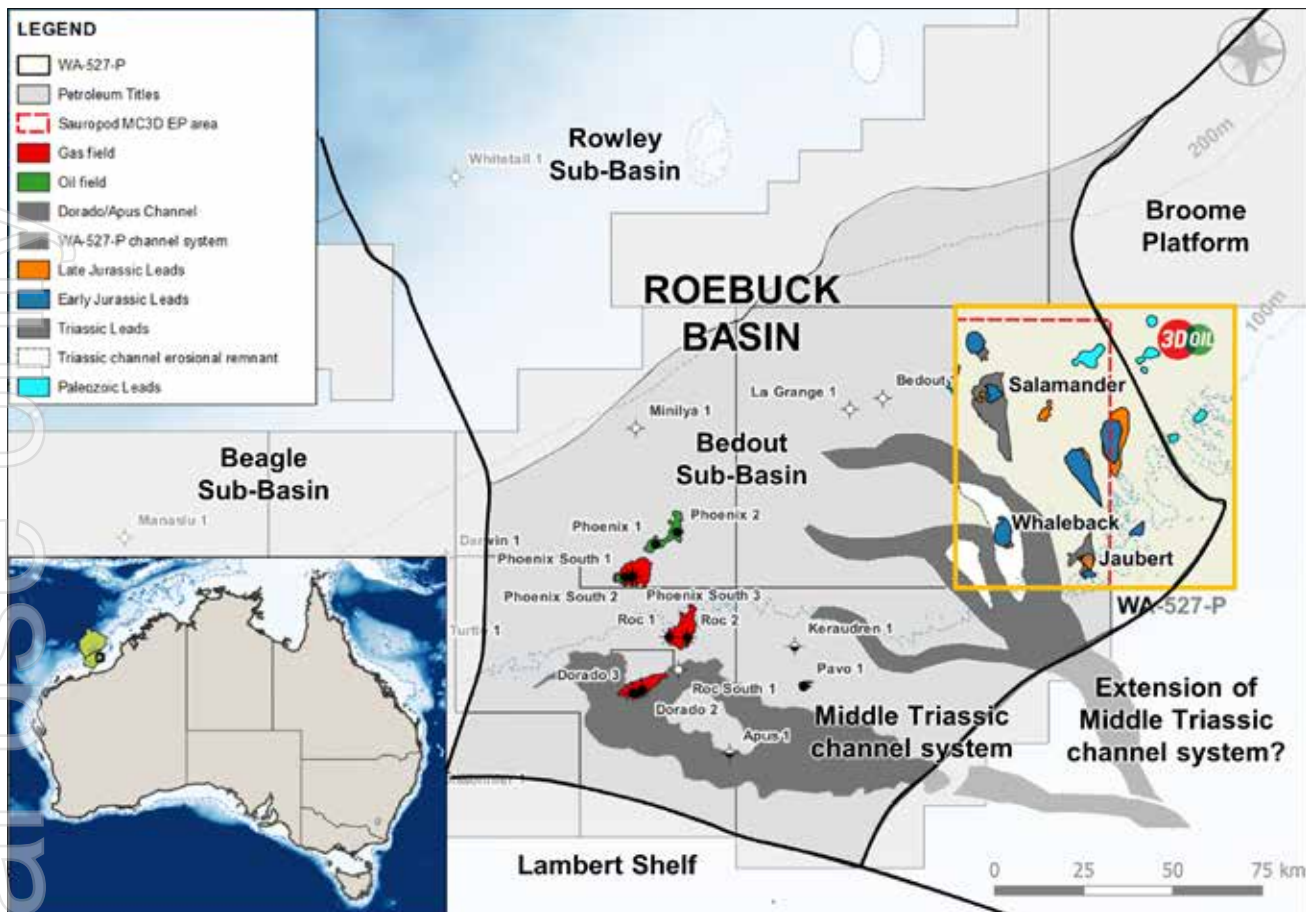 LEGEND
WA-527-P
Petroleum Titles
Sauropod MC3D EP area
Gas field
Oil field
Dorado/Apus Channel
WA-527-P channel system
Late Jurassic Leads
Early Jurassic Leads
Triassic Leads
Triassic channel erosional remnant
Paleozoic Leads
Rowley
Sub-Basin
Whitetail 1
200m
Broome
Platform
100m
ROEBUCK
BASIN
3D OIL
Salamander
Bedout
La Grange 1
Minilya 1
Bedout
Sub-Basin
Beagle
Sub-Basin
Manaslu 1
Phoenix 2
Phoenix 1
Darwin 1
Phoenix South 1
Whaleback
Jaubert
Phoenix South 2
Phoenix South 3
WA-527-P
Roc 1
Roc 2
Keraudren 1
Pavo 1
Dorado 3
Roc South 1
Dorado 2
Apus 1
Middle Triassic
channel system
Extension of
Middle Triassic
channel system?
Lambert Shelf
0 25 50 75 km